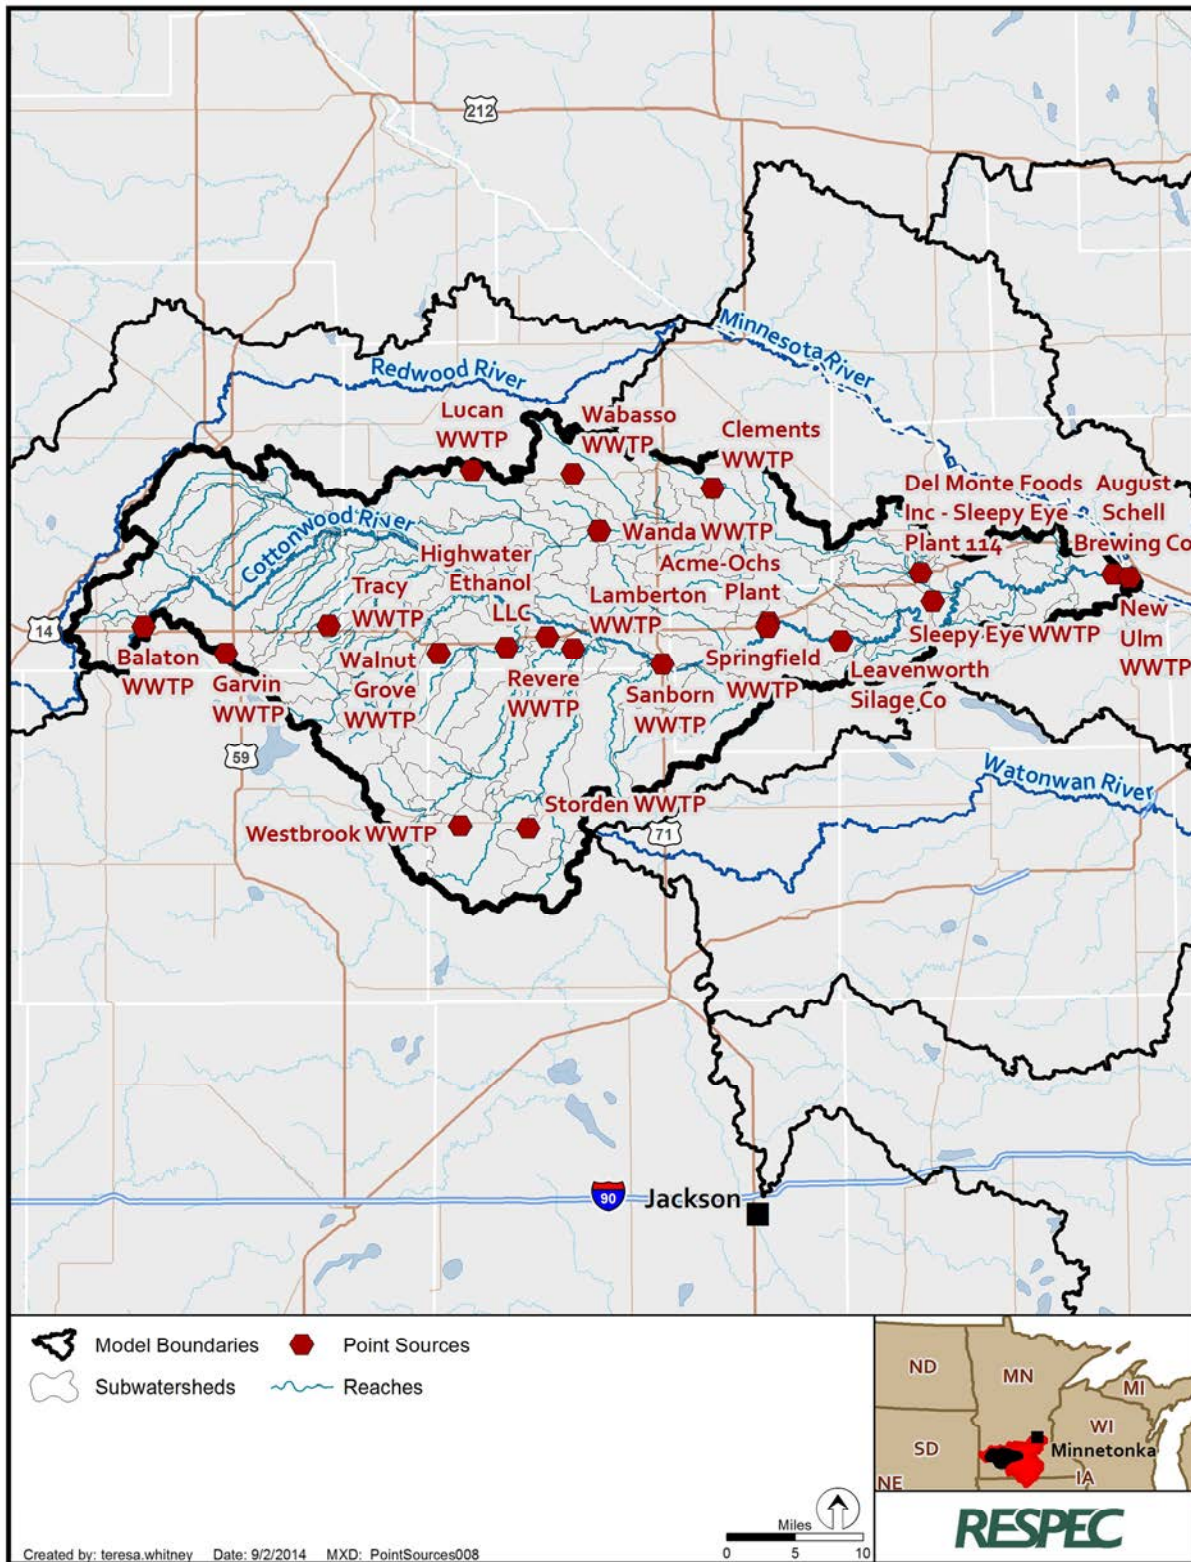 212
Minnesota River
Redwood River
Lucan
WWTP
Wabasso
WWTP
Clements
WWTP
Del Monte Foods
Inc - Sleepy Eye
Plant 114
August
Schell
Brewing Co
Cottonwood River
Highwater
Ethanol
LLC
Wanda WWTP
Acme-Ochs
Plant
Tracy
WWTP
Lamberton
WWTP
14
Balaton
WWTP
Garvin
WWTP
Walnut
Grove
WWTP
Revere
WWTP
Sanborn
WWTP
Springfield
WWTP
Leavenworth
Silage Co
Sleepy Eye WWTP
New
Ulm
WWTP
59
Watonwan River
Westbrook WWTP
Storden WWTP
71
90
Jackson
Model Boundaries
Point Sources
Subwatersheds
Reaches
ND
MN
MI
WI
SD
Minnetonka
NE
IA
Miles
0 5 10
RESPEC
Created by: teresa.whitney Date: 9/2/2014 MXD: PointSources008